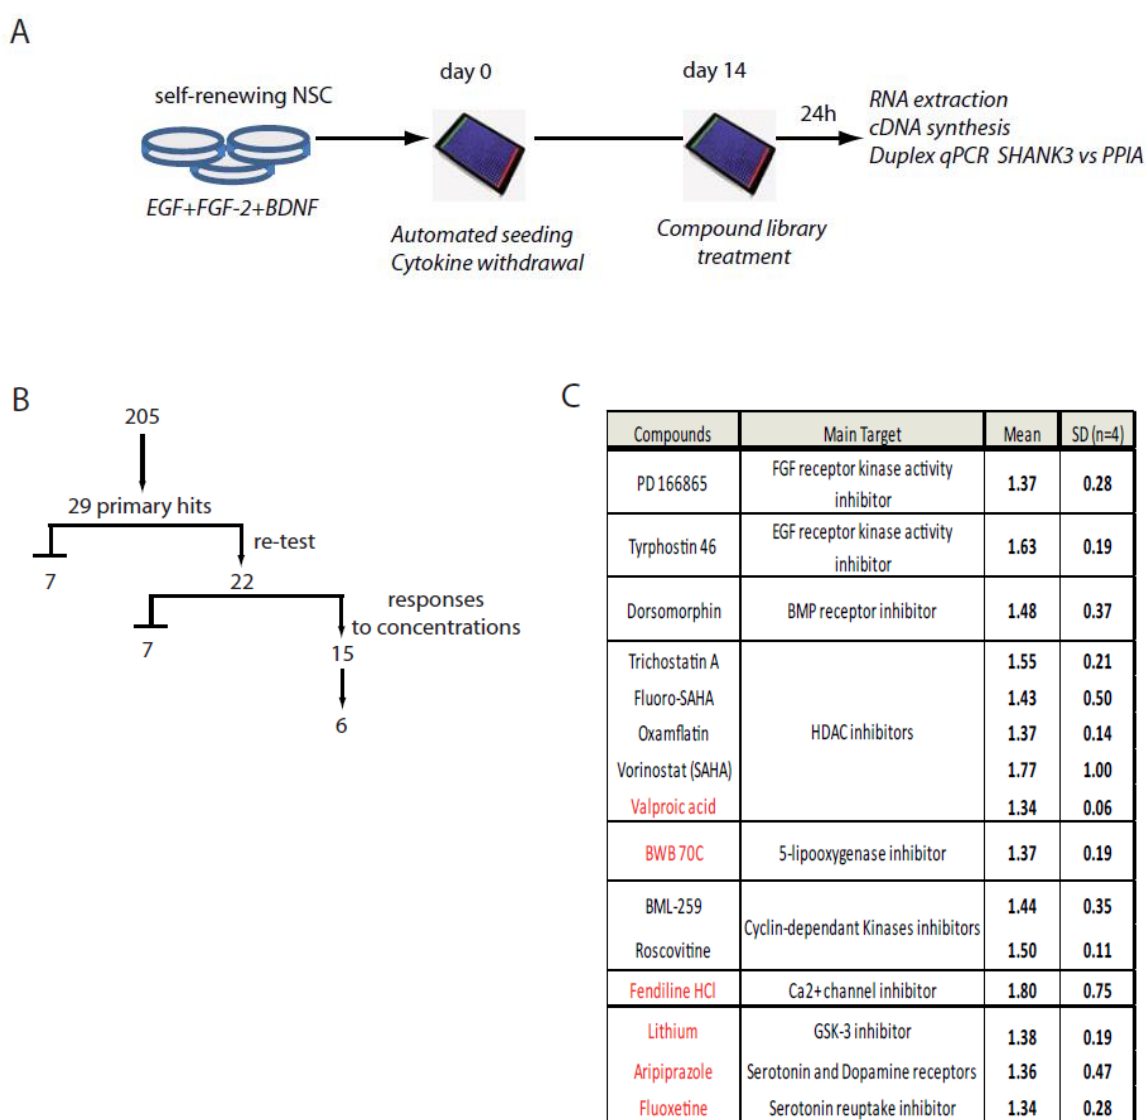 A
day 0
day 14
self-renewing NSC
24h
RNA extraction
cDNA synthesis
Duplex qPCR SHANK3 vs PPIA
EGF+FGF-2+BDNF
Automated seeding
Cytokine withdrawal
Compound library
treatment
B
205
29 primary hits
re-test
7
22
responses
to concentrations
7
15
6
C
Compounds Main Target Mean SD (n=4)
PD 166865 FGF receptor kinase activity inhibitor 1.37 0.28
Tyrphostin 46 EGF receptor kinase activity inhibitor 1.63 0.19
Dorsomorphin BMP receptor inhibitor 1.48 0.37
Trichostatin A 1.55 0.21
Fluoro-SAHA 1.43 0.50
Oxamflatin HDAC inhibitors 1.37 0.14
Vorinostat (SAHA) 1.77 1.00
Valproic acid 1.34 0.06
BWB 70C 5-lipooxygenase inhibitor 1.37 0.19
BML-259 1.44 0.35
Cyclin-dependant Kinases inhibitors
Roscovitine 1.50 0.11
Fendiline HCl Ca2+ channel inhibitor 1.80 0.75
Lithium GSK-3 inhibitor 1.38 0.19
Aripiprazole Serotonin and Dopamine receptors 1.36 0.47
Fluoxetine Serotonin reuptake inhibitor 1.34 0.28